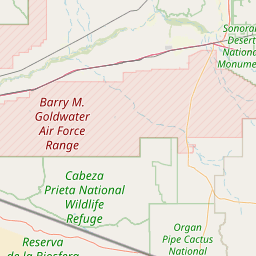 Sonoran
Desert
National
Monume
Barry M.
Goldwater
Air Force
Range
Cabeza
Prieta National
Wildlife
Refuge
Organ
Pipe Cactus
National
Reserva
de la Biosfera